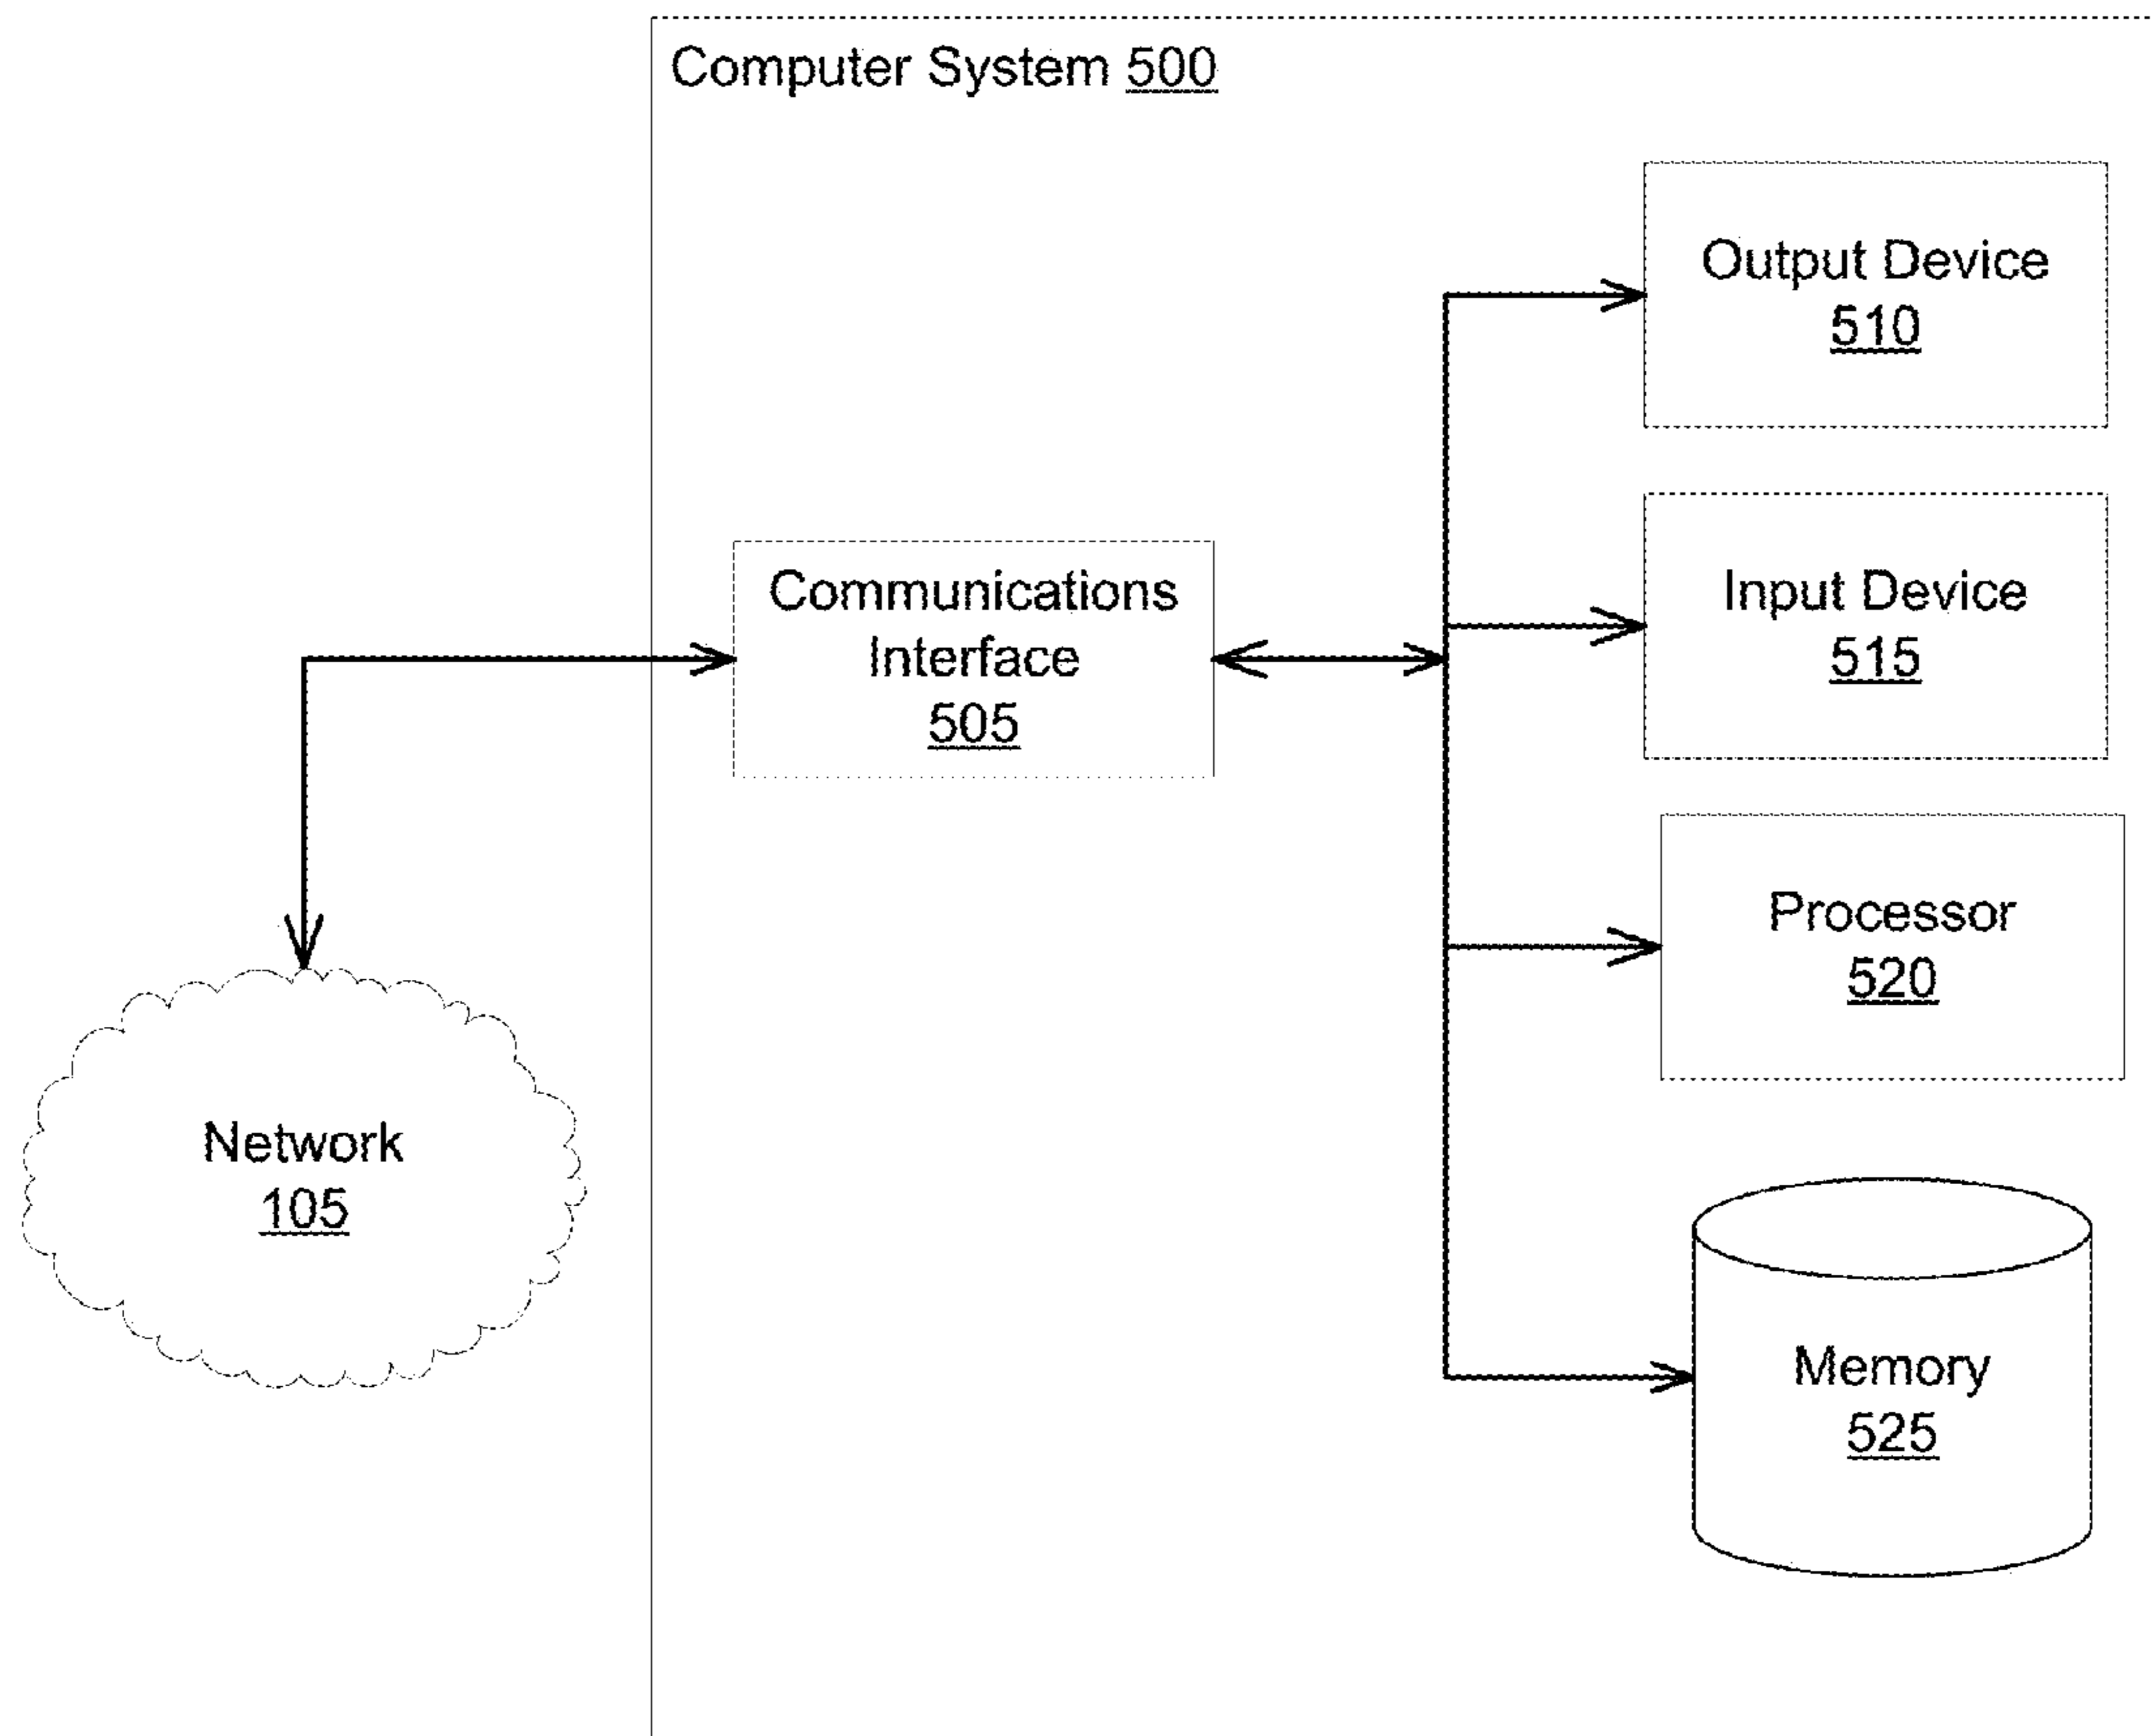 Computer System 500
Output Device
510
Input Device
515
Communications
Interface
505
Processor
520
Network
105
Memory
525